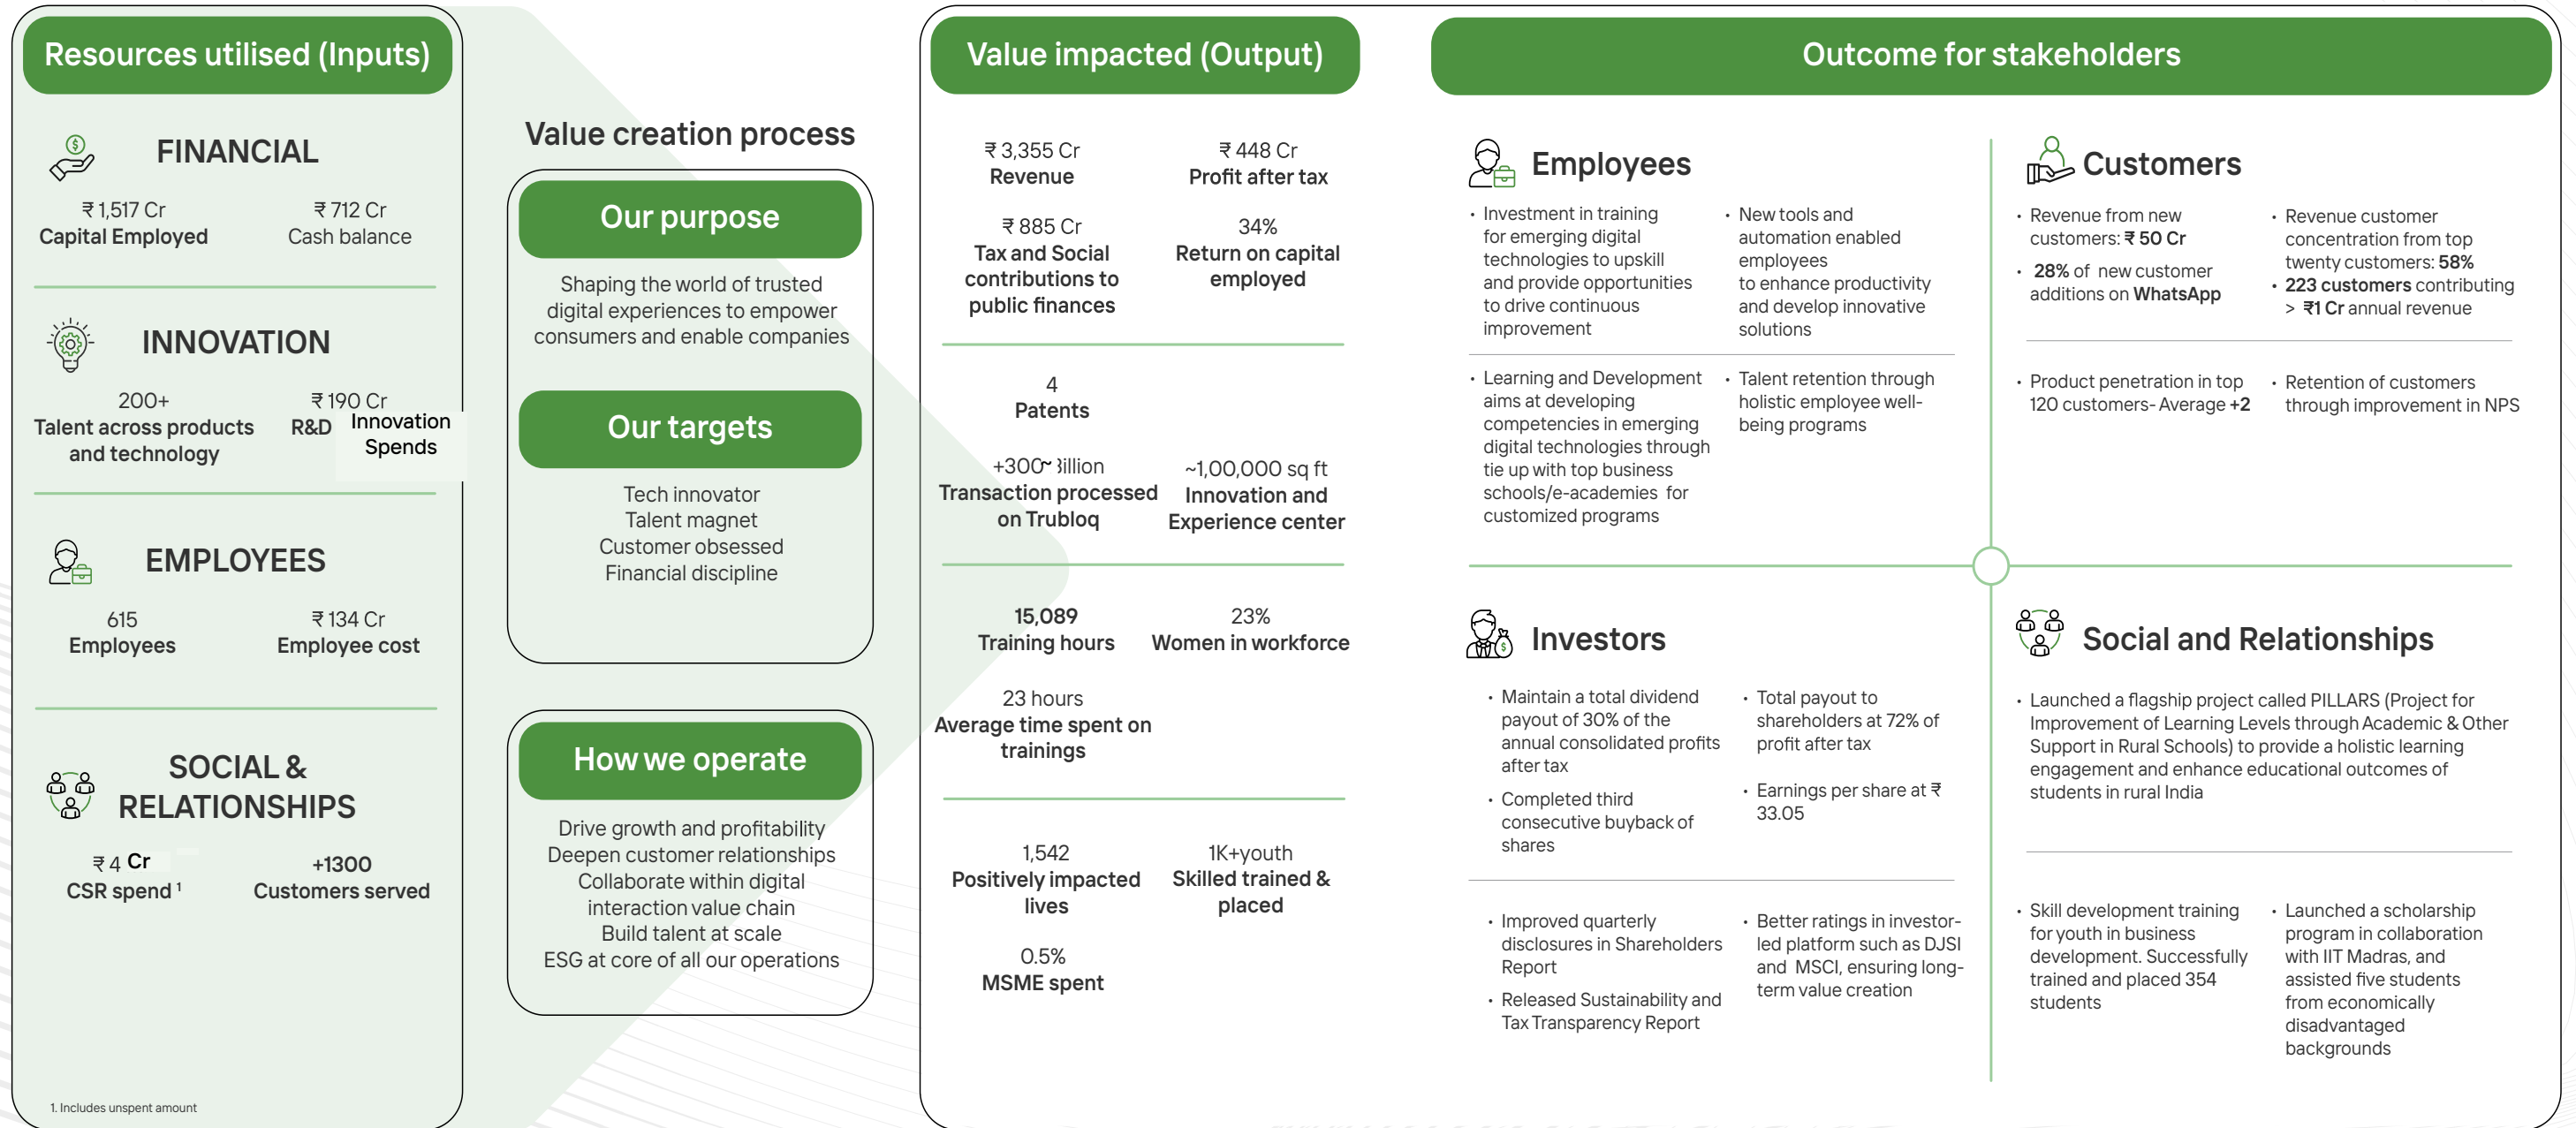 Resources utilised (Inputs)
FINANCIAL
₹ 1,517 Cr
Capital Employed
₹ 712 Cr
Cash balance
INNOVATION
200+
Talent across products
and technology
₹ 190 Cr
R&D Innovation
Spends
EMPLOYEES
615
Employees
₹ 134 Cr
Employee cost
SOCIAL &
RELATIONSHIPS
₹ 4 Cr
CSR spend ¹
+1300
Customers served
1. Includes unspent amount
Value creation process
Our purpose
Shaping the world of trusted
digital experiences to empower
consumers and enable companies
Our targets
Tech innovator
Talent magnet
Customer obsessed
Financial discipline
How we operate
Drive growth and profitability
Deepen customer relationships
Collaborate within digital
interaction value chain
Build talent at scale
ESG at core of all our operations
Value impacted (Output)
₹ 3,355 Cr
Revenue
₹ 448 Cr
Profit after tax
₹ 885 Cr
Tax and Social
contributions to
public finances
34%
Return on capital
employed
4
Patents
+300~
Transaction processed
on Trubloq
~1,00,000 sq ft
Innovation and
Experience center
15,089
Training hours
23%
Women in workforce
23 hours
Average time spent on
trainings
1,542
Positively impacted
lives
1K+youth
Skilled trained &
placed
0.5%
MSME spent
Outcome for stakeholders
Employees
• Investment in training
for emerging digital
technologies to upskill
and provide opportunities
to drive continuous
improvement
• New tools and
automation enabled
employees
to enhance productivity
and develop innovative
solutions
• Learning and Development
aims at developing
competencies in emerging
digital technologies through
tie up with top business
schools/e-academies for
customized programs
• Talent retention through
holistic employee well-
being programs
Customers
• Revenue from new
customers: ₹ 50 Cr
• 28% of new customer
additions on WhatsApp
• Revenue customer
concentration from top
twenty customers: 58%
• 223 customers contributing
> ₹1 Cr annual revenue
• Product penetration in top
120 customers- Average +2
• Retention of customers
through improvement in NPS
Investors
• Maintain a total dividend
payout of 30% of the
annual consolidated profits
after tax
• Completed third
consecutive buyback of
shares
• Total payout to
shareholders at 72% of
profit after tax
• Earnings per share at ₹
33.05
• Improved quarterly
disclosures in Shareholders
Report
• Released Sustainability and
Tax Transparency Report
• Better ratings in investor-
led platform such as DJSI
and MSCI, ensuring long-
term value creation
Social and Relationships
• Launched a flagship project called PILLARS (Project for
Improvement of Learning Levels through Academic & Other
Support in Rural Schools) to provide a holistic learning
engagement and enhance educational outcomes of
students in rural India
• Skill development training
for youth in business
development. Successfully
trained and placed 354
students
• Launched a scholarship
program in collaboration
with IIT Madras, and
assisted five students
from economically
disadvantaged
backgrounds